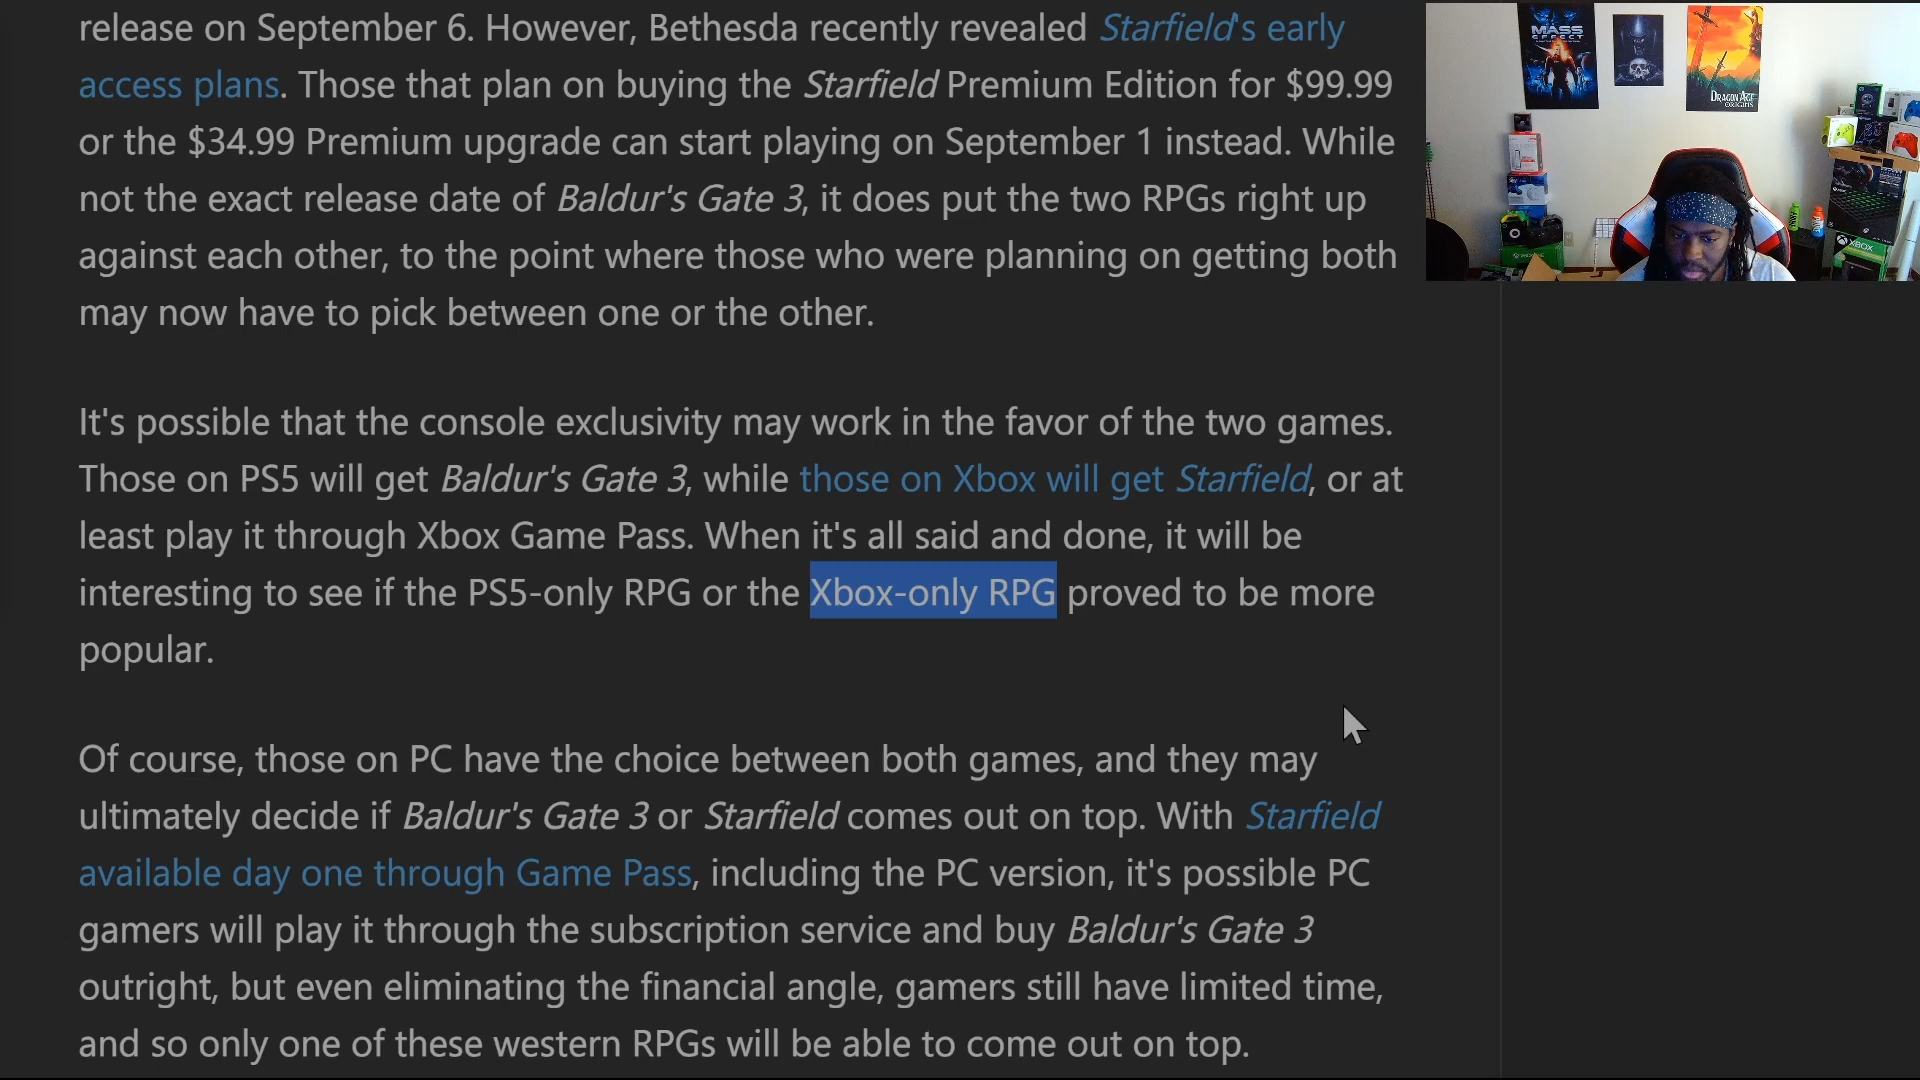 release on September 6. However, Bethesda recently revealed Starfield's early
access plans. Those that plan on buying the Starfield Premium Edition for $99.99
or the $34.99 Premium upgrade can start playing on September 1 instead. While
not the exact release date of Baldur's Gate 3, it does put the two RPGs right up
against each other, to the point where those who were planning on getting both
may now have to pick between one or the other.
It's possible that the console exclusivity may work in the favor of the two games.
Those on PS5 will get Baldur's Gate 3, while those on Xbox will get Starfield, or at
least play it through Xbox Game Pass. When it's all said and done, it will be
interesting to see if the PS5-only RPG or the Xbox-only RPG proved to be more
popular.
Of course, those on PC have the choice between both games, and they may
ultimately decide if Baldur's Gate 3 or Starfield comes out on top. With Starfield
available day one through Game Pass, including the PC version, it's possible PC
gamers will play it through the subscription service and buy Baldur's Gate 3
outright, but even eliminating the financial angle, gamers still have limited time,
and so only one of these western RPGs will be able to come out on top.
MASS
EFFECT
DRAGON AGE
ORIGINS
XBOX